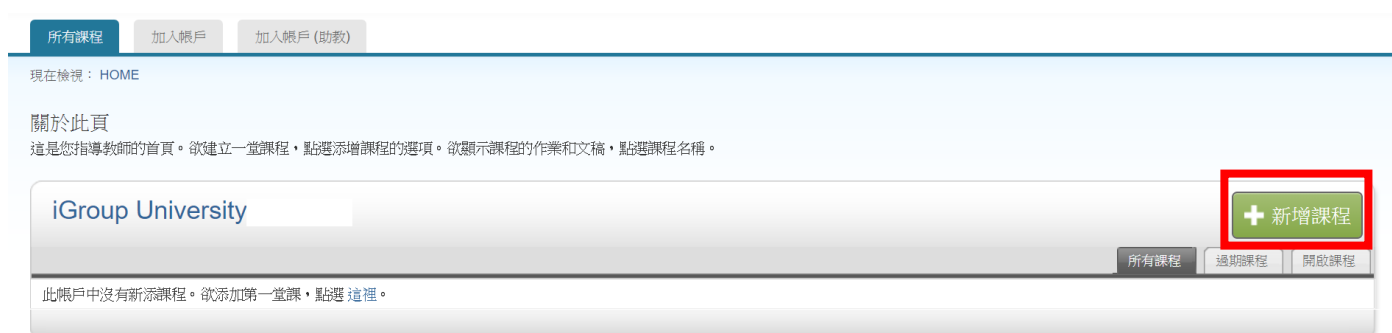 所有課程 加入帳戶 加入帳戶 (助教)
現在檢視： HOME
關於此頁
這是您指導教師的首頁。欲建立一堂課程，點選添增課程的選項。欲顯示課程的作業和文稿，點選課程名稱。
iGroup University
新增課程
所有課程 過期課程 開啟課程
此帳戶中沒有新添課程。欲添加第一堂課，點選 這裡。